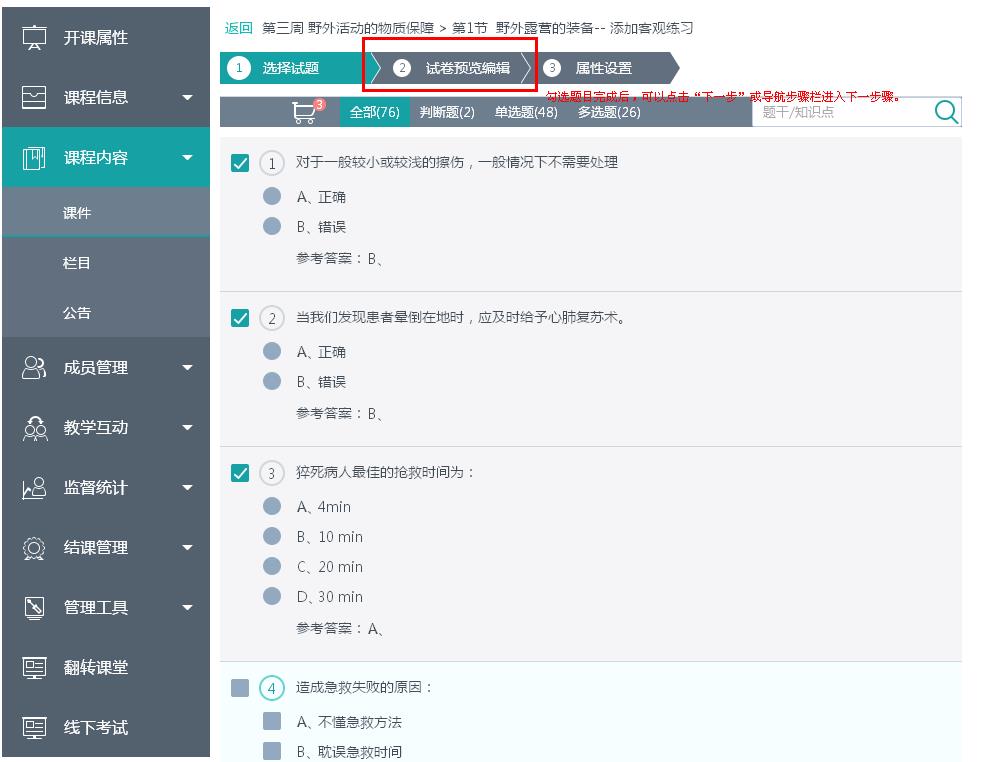 开课属性
课程信息
课程内容
课件
栏目
公告
成员管理
教学互动
监督统计
结课管理
管理工具
翻转课堂
线下考试
返回 第三周 野外活动的物质保障 > 第1节 野外露营的装备-- 添加客观练习
1 选择试题 2 试卷预览编辑 3 属性设置
勾选题目完成后，可以点击“下一步”或导航步骤栏进入下一步骤。
3 全部(76) 判断题(2) 单选题(48) 多选题(26) 题干/知识点
1 对于一般较小或较浅的擦伤，一般情况下不需要处理
A、正确
B、错误
参考答案：B、
2 当我们发现患者晕倒在地时，应及时给予心肺复苏术。
A、正确
B、错误
参考答案：B、
3 猝死病人最佳的抢救时间为：
A、4min
B、10 min
C、20 min
D、30 min
参考答案：A、
4 造成急救失败的原因：
A、不懂急救方法
B、耽误急救时间